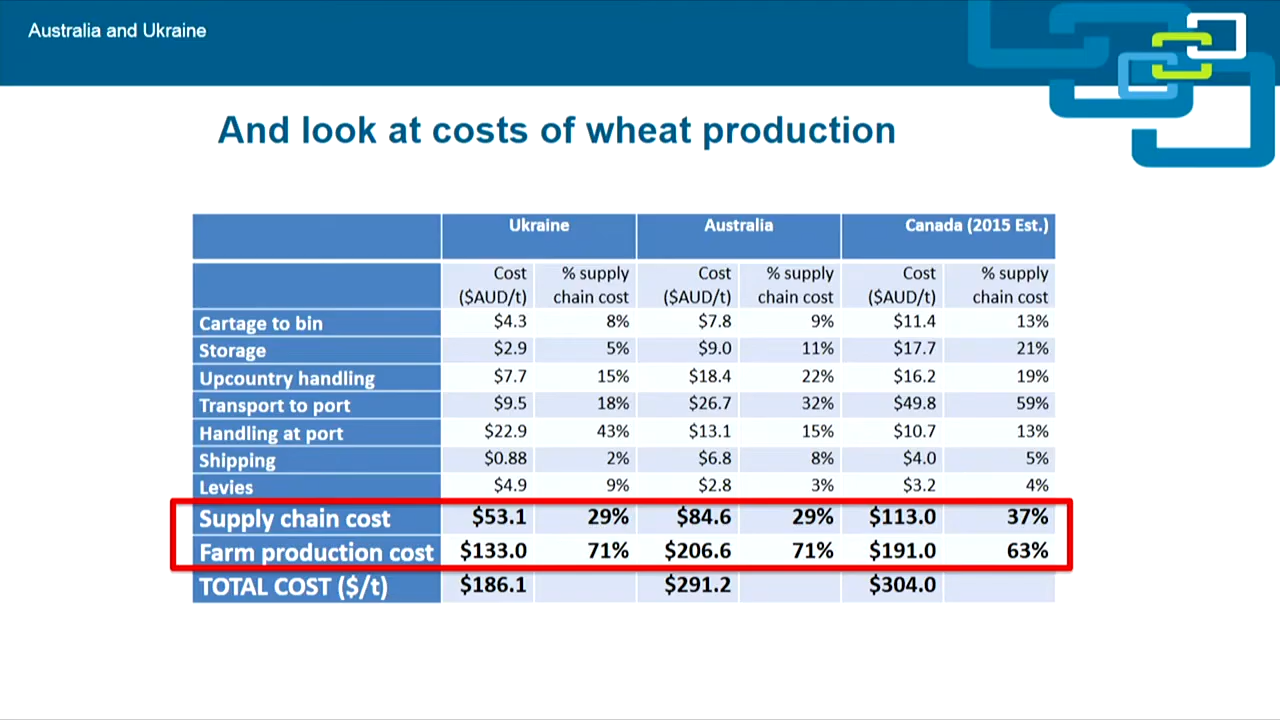 Australia and Ukraine
And look at costs of wheat production
Ukraine Australia Canada (2015 Est.)
Cost ($AUD/t) % supply chain cost Cost ($AUD/t) % supply chain cost Cost ($AUD/t) % supply chain cost
Cartage to bin $4.3 8% $7.8 9% $11.4 13%
Storage $2.9 5% $9.0 11% $17.7 21%
Upcountry handling $7.7 15% $18.4 22% $16.2 19%
Transport to port $9.5 18% $26.7 32% $49.8 59%
Handling at port $22.9 43% $13.1 15% $10.7 13%
Shipping $0.88 2% $6.8 8% $4.0 5%
Levies $4.9 9% $2.8 3% $3.2 4%
Supply chain cost $53.1 29% $84.6 29% $113.0 37%
Farm production cost $133.0 71% $206.6 71% $191.0 63%
TOTAL COST ($/t) $186.1 $291.2 $304.0